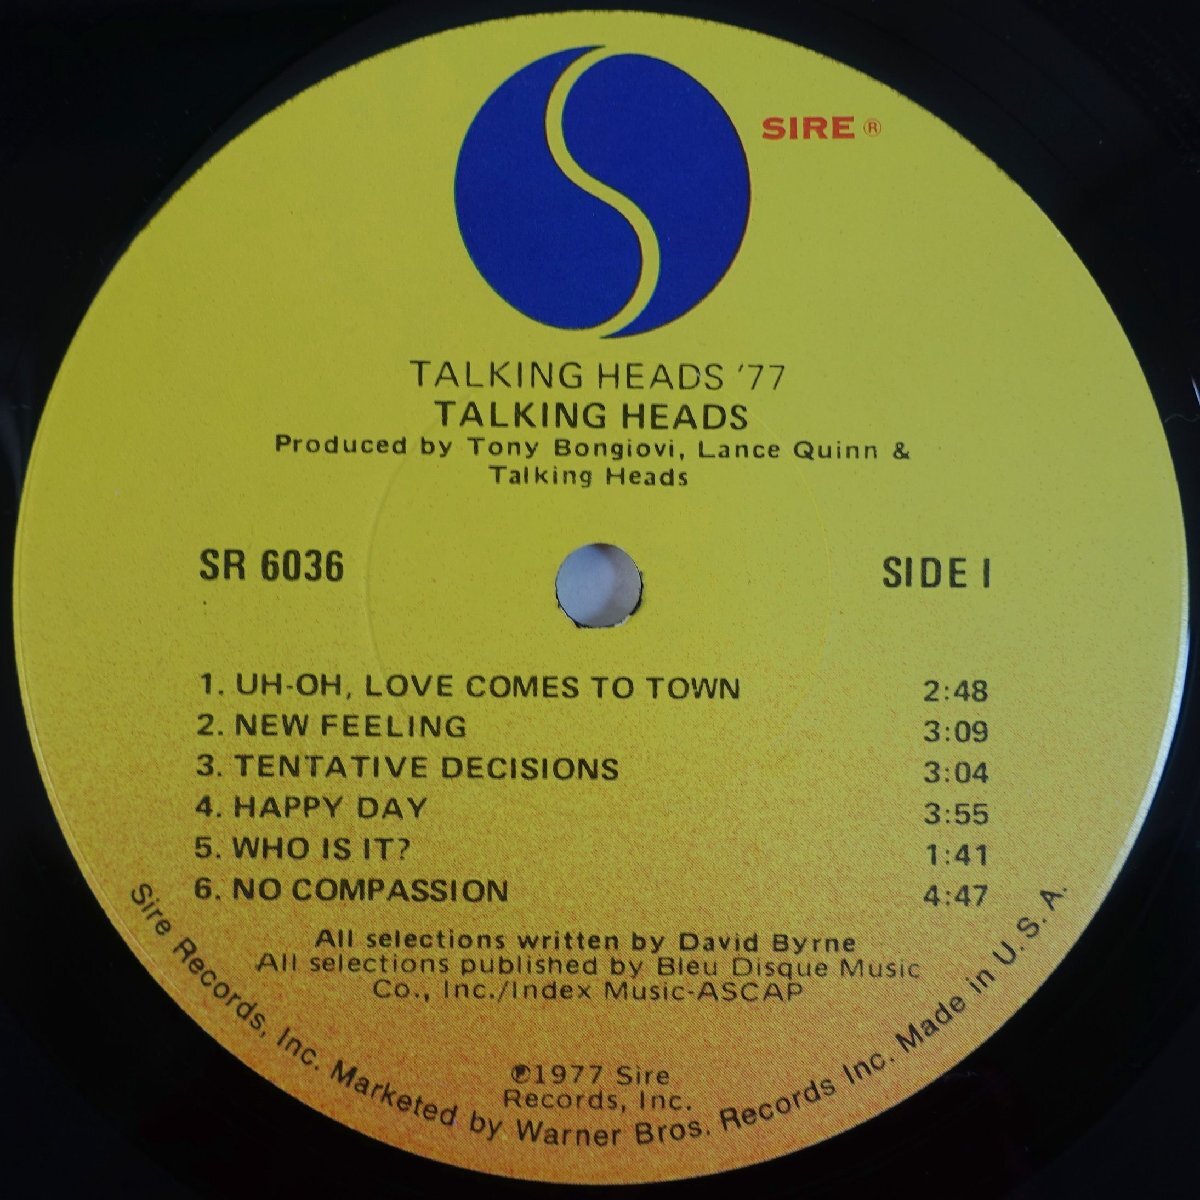 SIRE ®
TALKING HEADS '77
TALKING HEADS
Produced by Tony Bongiovi, Lance Quinn &
Talking Heads
SR 6036
SIDE I
1. UH-OH, LOVE COMES TO TOWN 2:48
2. NEW FEELING 3:09
3. TENTATIVE DECISIONS 3:04
4. HAPPY DAY 3:55
5. WHO IS IT? 1:41
6. NO COMPASSION 4:47
All selections written by David Byrne
All selections published by Bleu Disque Music
Co., Inc./Index Music-ASCAP
℗1977 Sire
Records, Inc.
Sire Records, Inc. Marketed by Warner Bros. Records Inc. Made in U.S.A.